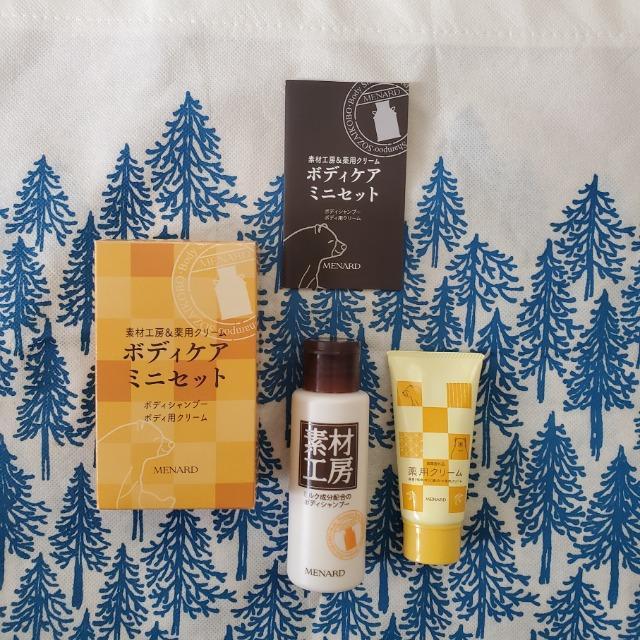 MENARD
Shampoo・SOZAIKOBO・Body
素材工房&薬用クリーム
ボディケア
ミニセット
ボディシャンプー
ボディ用クリーム
MENARD
MENARD
素材工房&薬用クリーム
ボディケア
ミニセット
ボディシャンプー
ボディ用クリーム
MENARD
素材
工房
ミルク成分配合の
ボディシャンプー
MENARD
薬用クリーム
MENARD